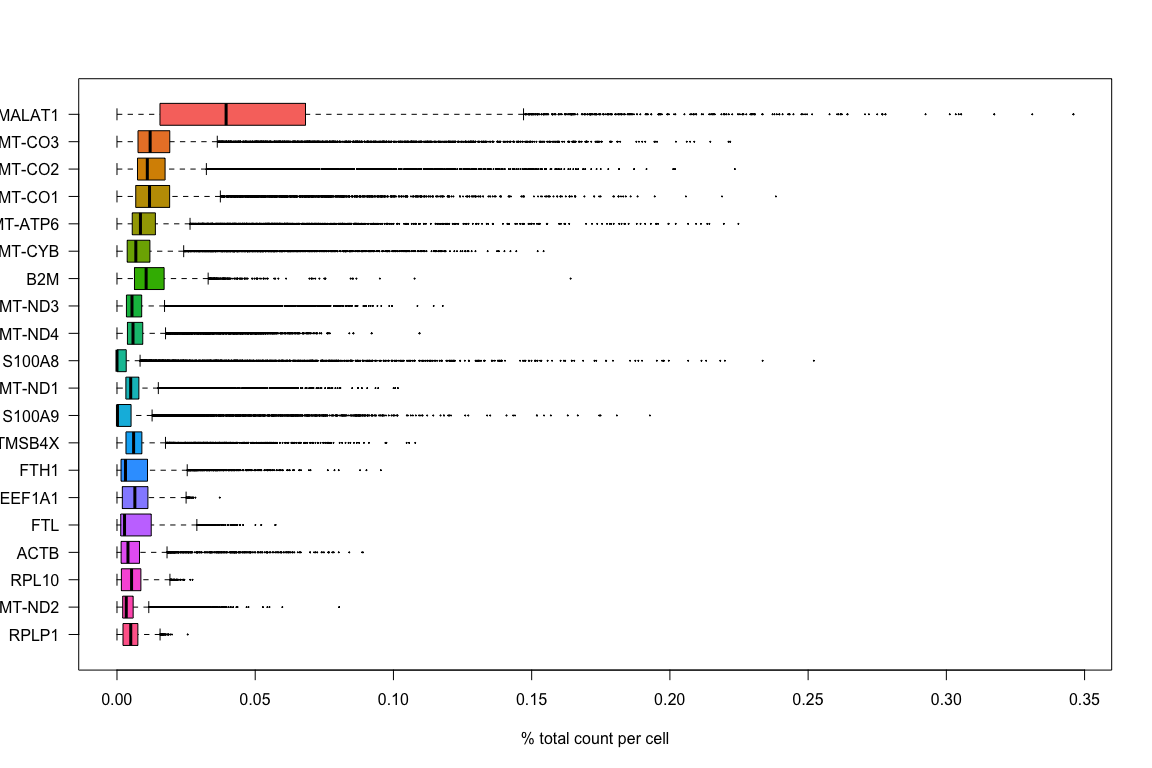 MALAT1
MT-CO3
MT-CO2
MT-CO1
MT-ATP6
MT-CYB
B2M
MT-ND3
MT-ND4
S100A8
MT-ND1
S100A9
TMSB4X
FTH1
EEF1A1
FTL
ACTB
RPL10
MT-ND2
RPLP1
0.00 0.05 0.10 0.15 0.20 0.25 0.30 0.35
% total count per cell